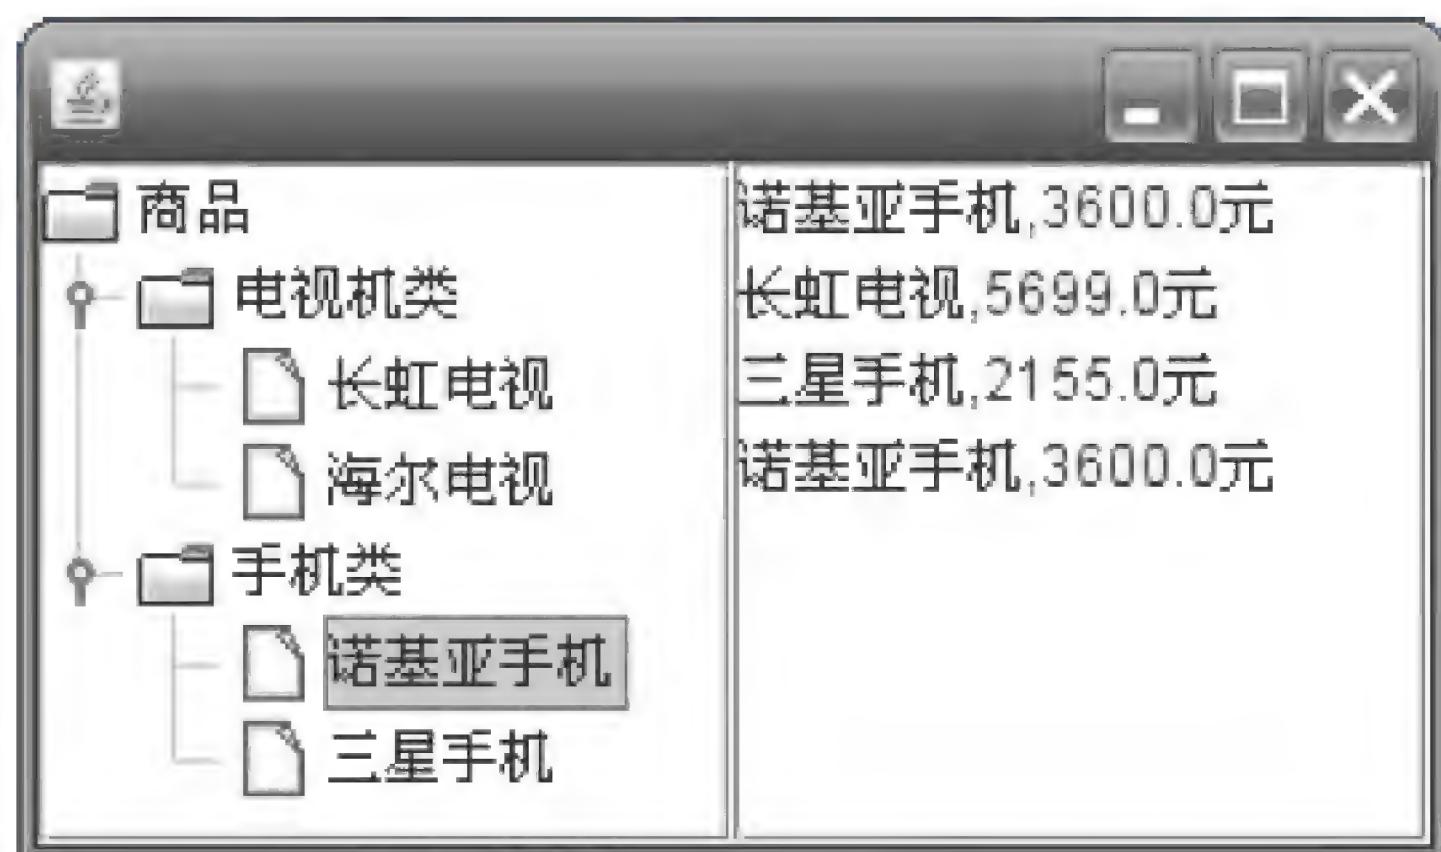 商品
电视机类
长虹电视
海尔电视
手机类
诺基亚手机
三星手机
诺基亚手机,3600.0元
长虹电视,5699.0元
三星手机,2155.0元
诺基亚手机,3600.0元